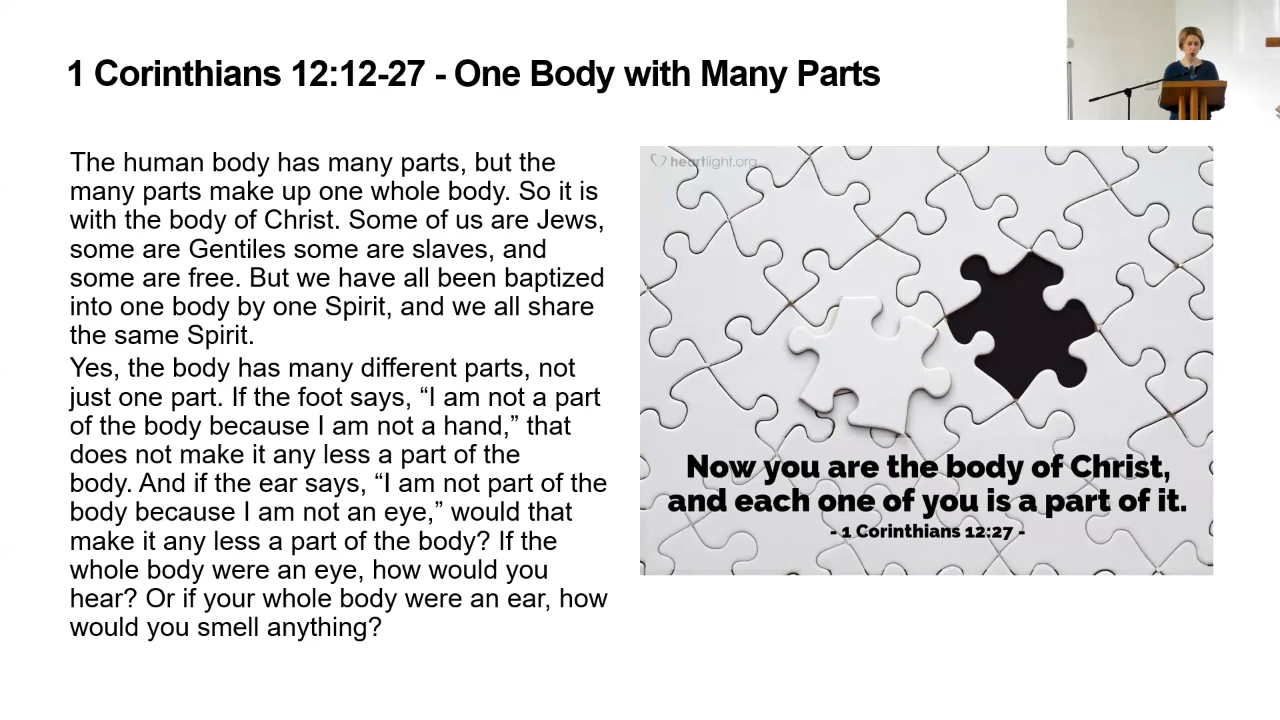 1 Corinthians 12:12-27 - One Body with Many Parts
The human body has many parts, but the
many parts make up one whole body. So it is
with the body of Christ. Some of us are Jews,
some are Gentiles some are slaves, and
some are free. But we have all been baptized
into one body by one Spirit, and we all share
the same Spirit.
Yes, the body has many different parts, not
just one part. If the foot says, “I am not a part
of the body because I am not a hand,” that
does not make it any less a part of the
body. And if the ear says, “I am not part of the
body because I am not an eye,” would that
make it any less a part of the body? If the
whole body were an eye, how would you
hear? Or if your whole body were an ear, how
would you smell anything?
heartlight.org
Now you are the body of Christ,
and each one of you is a part of it.
- 1 Corinthians 12:27 -